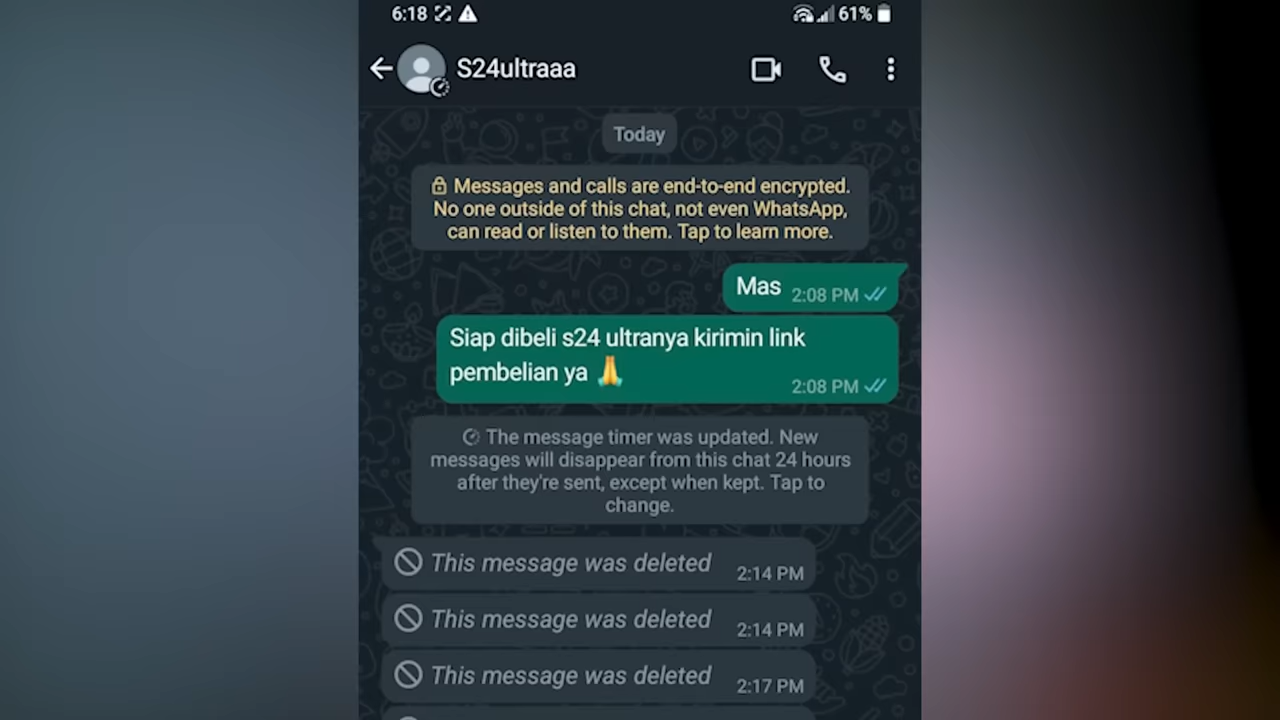 6:18 61%
S24ultraaa
Today
Messages and calls are end-to-end encrypted.
No one outside of this chat, not even WhatsApp,
can read or listen to them. Tap to learn more.
Mas 2:08 PM
Siap dibeli s24 ultranya kirimin link
pembelian ya 🙏
2:08 PM
The message timer was updated. New
messages will disappear from this chat 24 hours
after they're sent, except when kept. Tap to
change.
This message was deleted 2:14 PM
This message was deleted 2:14 PM
This message was deleted 2:17 PM